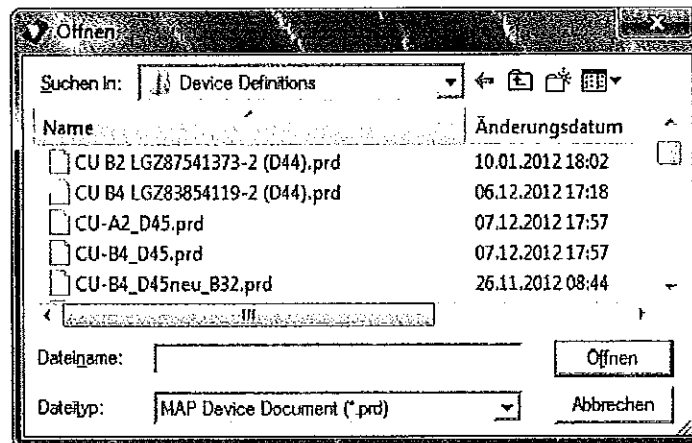 Öffnen
Suchen in: Device Definitions
Name Änderungsdatum
CU B2 LGZ87541373-2 (D44).prd 10.01.2012 18:02
CU B4 LGZ83854119-2 (D44).prd 06.12.2012 17:18
CU-A2_D45.prd 07.12.2012 17:57
CU-B4_D45.prd 07.12.2012 17:57
CU-B4_D45neu_B32.prd 26.11.2012 08:44
Dateiname: Öffnen
Dateityp: MAP Device Document (*.prd) Abbrechen